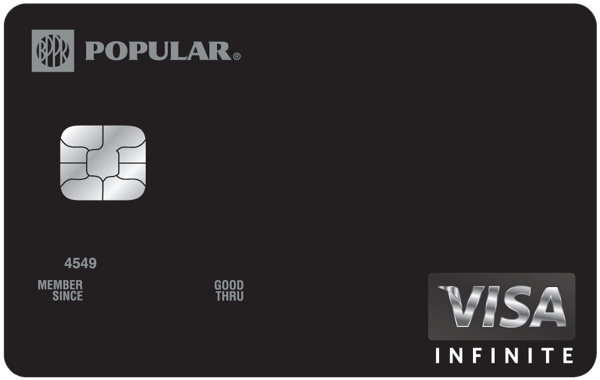 BPPR POPULAR®
4549
MEMBER SINCE
GOOD THRU
VISA
INFINITE